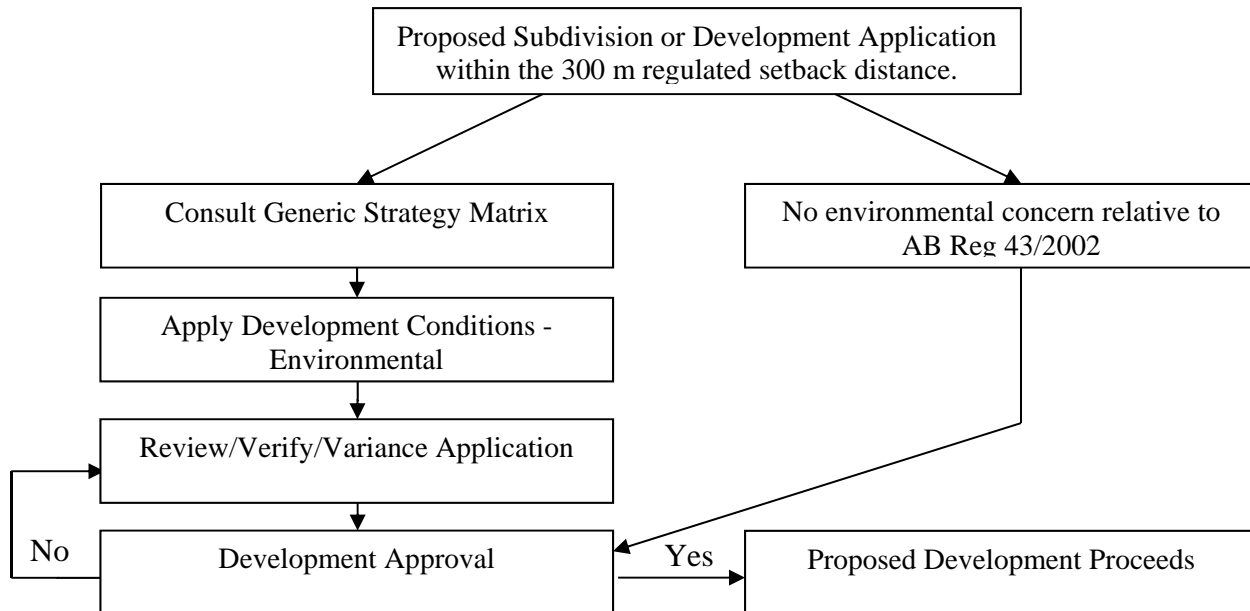 Proposed Subdivision or Development Application
within the 300 m regulated setback distance.
Consult Generic Strategy Matrix
No environmental concern relative to
AB Reg 43/2002
Apply Development Conditions -
Environmental
Review/Verify/Variance Application
No
Development Approval
Yes
Proposed Development Proceeds